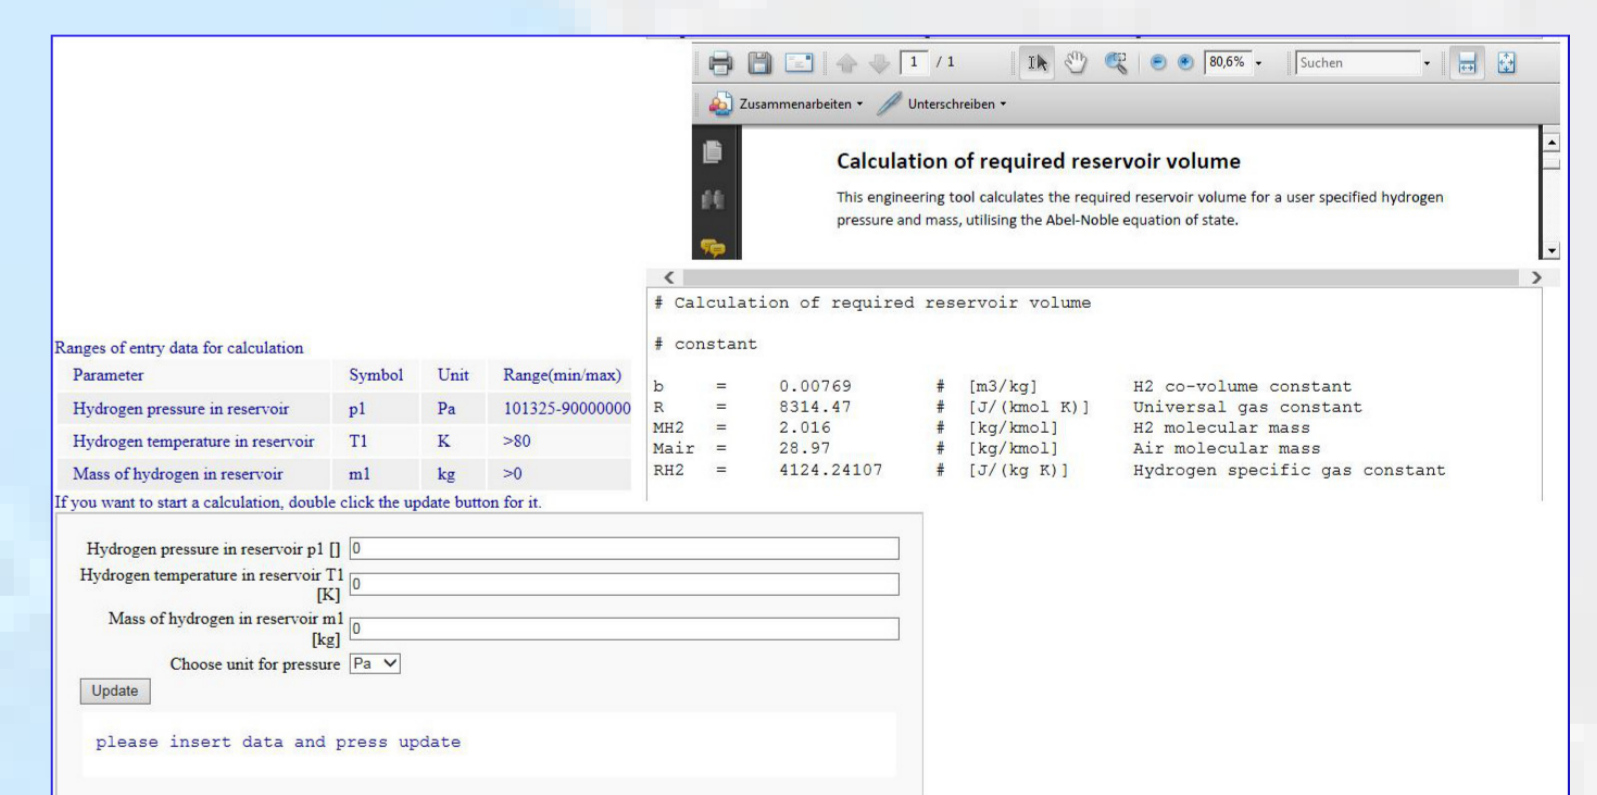 1 / 1 80,6% Suchen
Zusammenarbeiten Unterschreiben
Calculation of required reservoir volume
This engineering tool calculates the required reservoir volume for a user specified hydrogen
pressure and mass, utilising the Abel-Noble equation of state.
# Calculation of required reservoir volume
# constant
b = 0.00769 # [m3/kg] H2 co-volume constant
R = 8314.47 # [J/(kmol K)] Universal gas constant
MH2 = 2.016 # [kg/kmol] H2 molecular mass
Mair = 28.97 # [kg/kmol] Air molecular mass
RH2 = 4124.24107 # [J/(kg K)] Hydrogen specific gas constant
Ranges of entry data for calculation
Parameter Symbol Unit Range(min/max)
Hydrogen pressure in reservoir p1 Pa 101325-90000000
Hydrogen temperature in reservoir T1 K >80
Mass of hydrogen in reservoir m1 kg >0
If you want to start a calculation, double click the update button for it.
Hydrogen pressure in reservoir p1 [] 0
Hydrogen temperature in reservoir T1
[K] 0
Mass of hydrogen in reservoir m1
[kg] 0
Choose unit for pressure Pa
Update
please insert data and press update